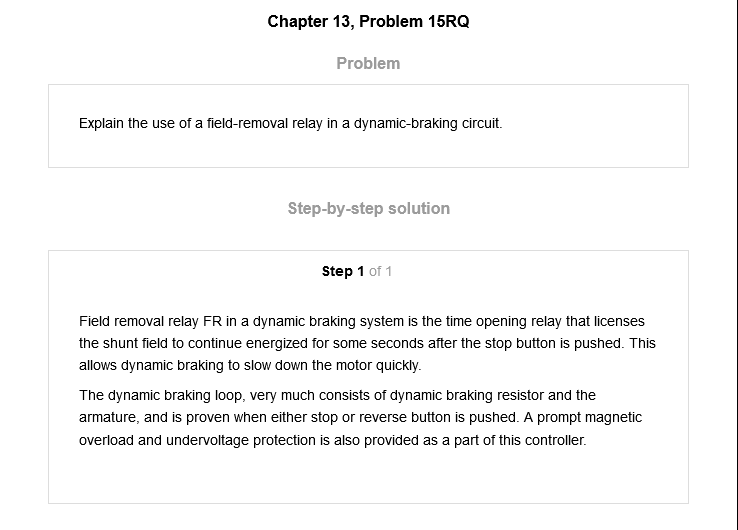 Chapter 13, Problem 15RQ
Problem
Explain the use of a field-removal relay in a dynamic-braking circuit.
Step-by-step solution
Step 1 of 1
Field removal relay FR in a dynamic braking system is the time opening relay that licenses
the shunt field to continue energized for some seconds after the stop button is pushed. This
allows dynamic braking to slow down the motor quickly.
The dynamic braking loop, very much consists of dynamic braking resistor and the
armature, and is proven when either stop or reverse button is pushed. A prompt magnetic
overload and undervoltage protection is also provided as a part of this controller.